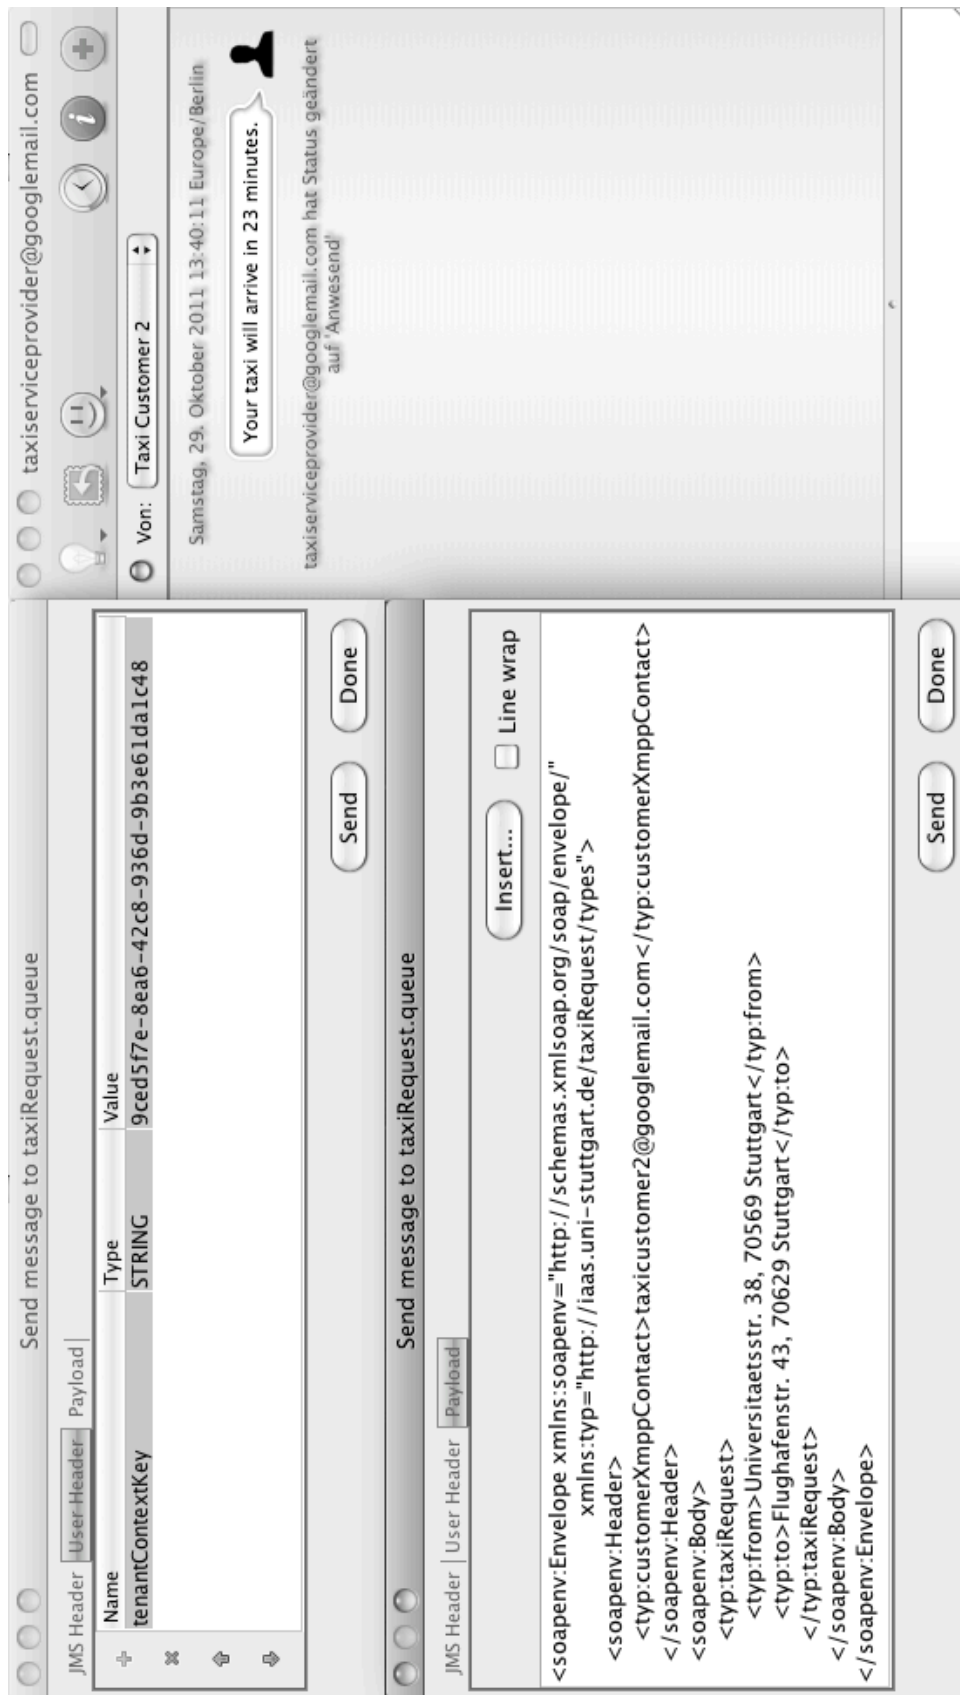 Send message to taxiRequest.queue
JMS Header User Header Payload
Name Type Value
tenantContextKey STRING 9ced5f7e-8ea6-42c8-936d-9b3e61da1c48
Send Done
Send message to taxiRequest.queue
JMS Header User Header Payload
Insert... Line wrap
<soapenv:Envelope xmlns:soapenv="http://schemas.xmlsoap.org/soap/envelope/"
xmlns:typ="http://iaas.uni-stuttgart.de/taxiRequest/types">
<soapenv:Header>
<typ:customerXmppContact>taxicustomer2@googlemail.com</typ:customerXmppContact>
</soapenv:Header>
<soapenv:Body>
<typ:taxiRequest>
<typ:from>Universitaetsstr. 38, 70569 Stuttgart</typ:from>
<typ:to>Flughafenstr. 43, 70629 Stuttgart</typ:to>
</typ:taxiRequest>
</soapenv:Body>
</soapenv:Envelope>
Send Done
taxiserviceprovider@googlemail.com
Von: Taxi Customer 2
Samstag, 29. Oktober 2011 13:40:11 Europe/Berlin
Your taxi will arrive in 23 minutes.
taxiserviceprovider@googlemail.com hat Status geändert
auf 'Anwesend'